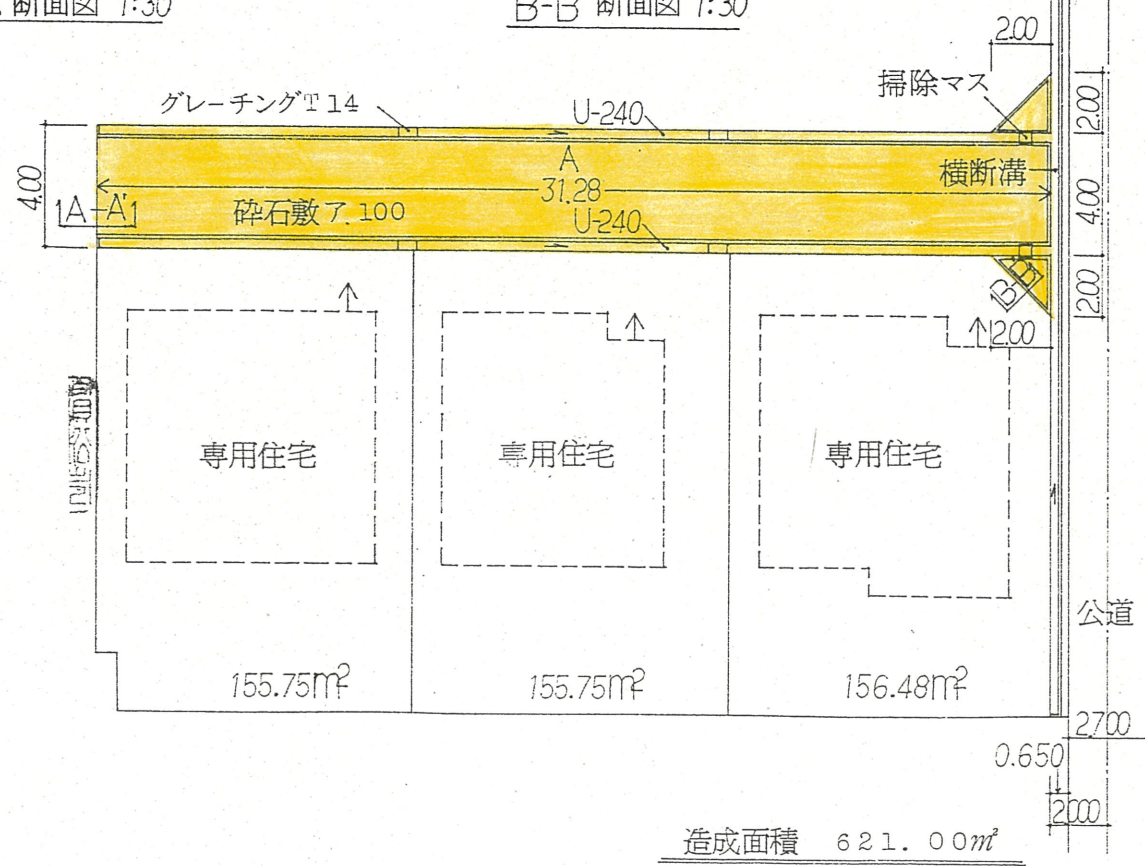 断面図 1:30
B-B 断面図 1:30
2.00
掃除マス
グレーチングT14
U-240
2.00
4.00
A
31.28
横断溝
A-A'
砕石敷ア.100
U-240
4.00
B-B'
2.00
2.00
専用住宅
専用住宅
専用住宅
公道
155.75m²
155.75m²
156.48m²
2.700
0.650
2.000
造成面積 621.00㎡